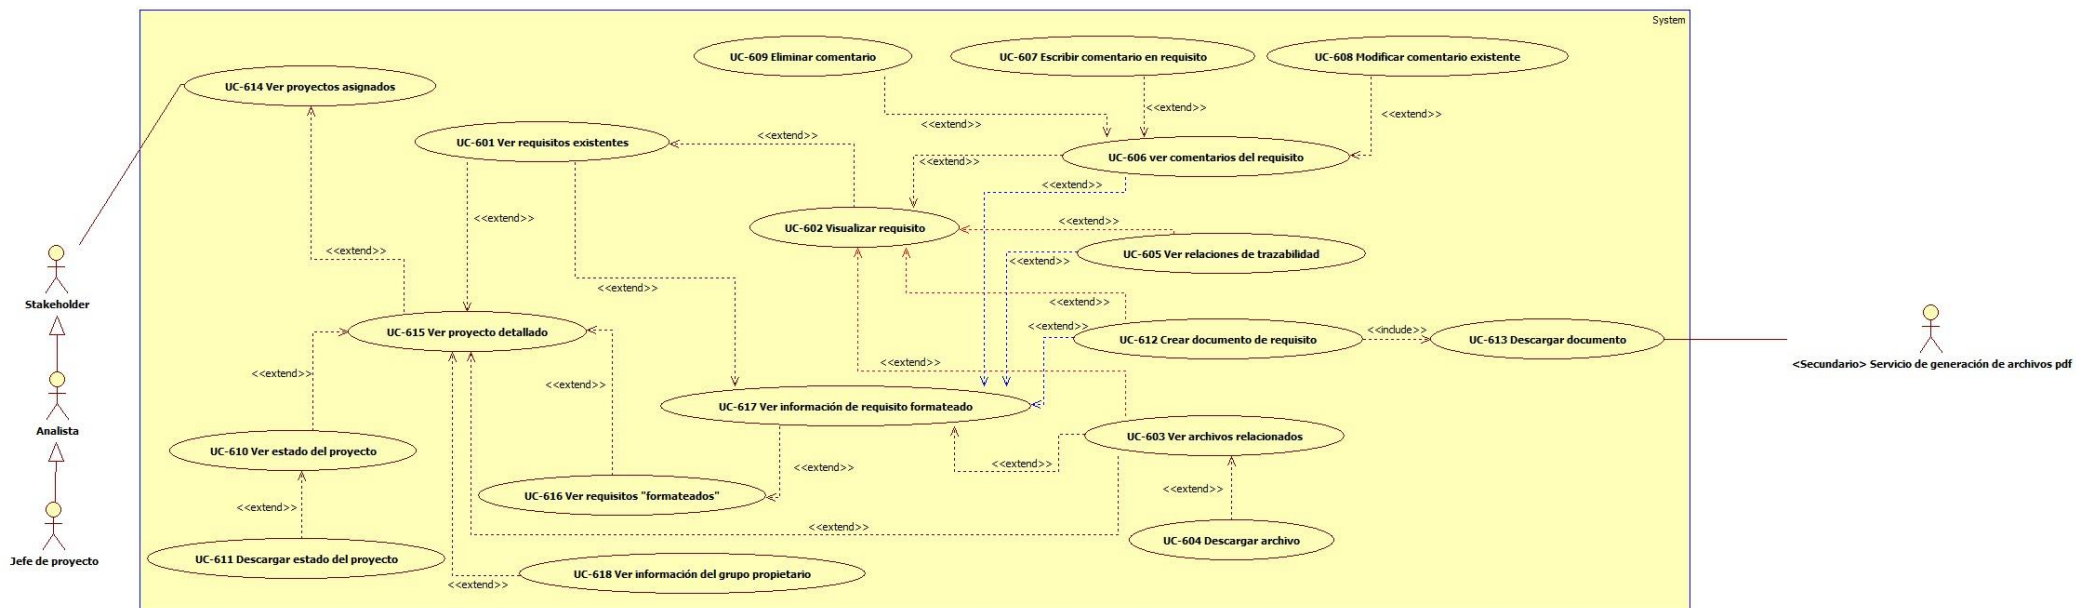 System
UC-609 Eliminar comentario
UC-607 Escribir comentario en requisito
UC-608 Modificar comentario existente
UC-614 Ver proyectos asignados
<<extend>>
<<extend>>
<<extend>>
<<extend>>
<<extend>>
UC-601 Ver requisitos existentes
UC-606 ver comentarios del requisito
<<extend>>
<<extend>>
<<extend>>
<<extend>>
UC-602 Visualizar requisito
<<extend>>
UC-605 Ver relaciones de trazabilidad
<<extend>>
<<extend>>
<<extend>>
<<extend>>
Stakeholder
<<extend>>
<<extend>>
UC-615 Ver proyecto detallado
UC-612 Crear documento de requisito
<<include>>
UC-613 Descargar documento
<Secundario> Servicio de generación de archivos pdf
<<extend>>
<<extend>>
<<extend>>
UC-617 Ver información de requisito formateado
Analista
UC-603 Ver archivos relacionados
UC-610 Ver estado del proyecto
<<extend>>
<<extend>>
<<extend>>
UC-616 Ver requisitos "formateados"
<<extend>>
<<extend>>
UC-604 Descargar archivo
Jefe de proyecto
UC-611 Descargar estado del proyecto
UC-618 Ver información del grupo propietario
<<extend>>